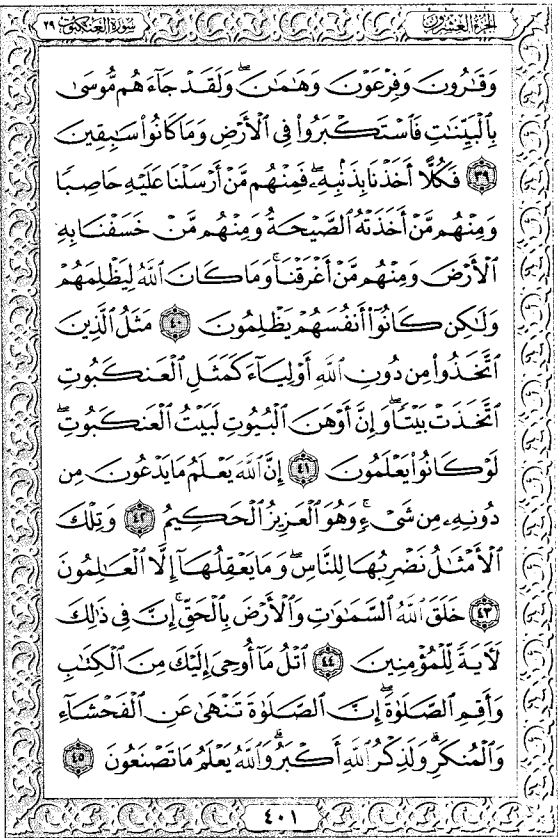 سورة العنكبوت ٢٩
الجزء العشرون
وَقَٰرُونَ وَفِرْعَوْنَ وَهَٰمَٰنَۖ وَلَقَدْ جَآءَهُم مُّوسَىٰ
بِٱلْبَيِّنَٰتِ فَٱسْتَكْبَرُوا۟ فِى ٱلْأَرْضِ وَمَا كَانُوا۟ سَٰبِقِينَ
٣٩ فَكُلًّا أَخَذْنَا بِذَنۢبِهِۦۖ فَمِنْهُم مَّنْ أَرْسَلْنَا عَلَيْهِ حَاصِبًا
وَمِنْهُم مَّنْ أَخَذَتْهُ ٱلصَّيْحَةُ وَمِنْهُم مَّنْ خَسَفْنَا بِهِ
ٱلْأَرْضَ وَمِنْهُم مَّنْ أَغْرَقْنَاۚ وَمَا كَانَ ٱللَّهُ لِيَظْلِمَهُمْ
وَلَٰكِن كَانُوٓا۟ أَنفُسَهُمْ يَظْلِمُونَ ٤٠ مَثَلُ ٱلَّذِينَ
ٱتَّخَذُوا۟ مِن دُونِ ٱللَّهِ أَوْلِيَآءَ كَمَثَلِ ٱلْعَنكَبُوتِ
ٱتَّخَذَتْ بَيْتًاۖ وَإِنَّ أَوْهَنَ ٱلْبُيُوتِ لَبَيْتُ ٱلْعَنكَبُوتِۖ
لَوْ كَانُوا۟ يَعْلَمُونَ ٤١ إِنَّ ٱللَّهَ يَعْلَمُ مَا يَدْعُونَ مِن
دُونِهِۦ مِن شَىْءٍۚ وَهُوَ ٱلْعَزِيزُ ٱلْحَكِيمُ ٤٢ وَتِلْكَ
ٱلْأَمْثَٰلُ نَضْرِبُهَا لِلنَّاسِۖ وَمَا يَعْقِلُهَآ إِلَّا ٱلْعَٰلِمُونَ
٤٣ خَلَقَ ٱللَّهُ ٱلسَّمَٰوَٰتِ وَٱلْأَرْضَ بِٱلْحَقِّۚ إِنَّ فِى ذَٰلِكَ
لَءَايَةً لِّلْمُؤْمِنِينَ ٤٤ ٱتْلُ مَآ أُوحِىَ إِلَيْكَ مِنَ ٱلْكِتَٰبِ
وَأَقِمِ ٱلصَّلَوٰةَۖ إِنَّ ٱلصَّلَوٰةَ تَنْهَىٰ عَنِ ٱلْفَحْشَآءِ
وَٱلْمُنكَرِۗ وَلَذِكْرُ ٱللَّهِ أَكْبَرُۗ وَٱللَّهُ يَعْلَمُ مَا تَصْنَعُونَ ٤٥
٤٠١